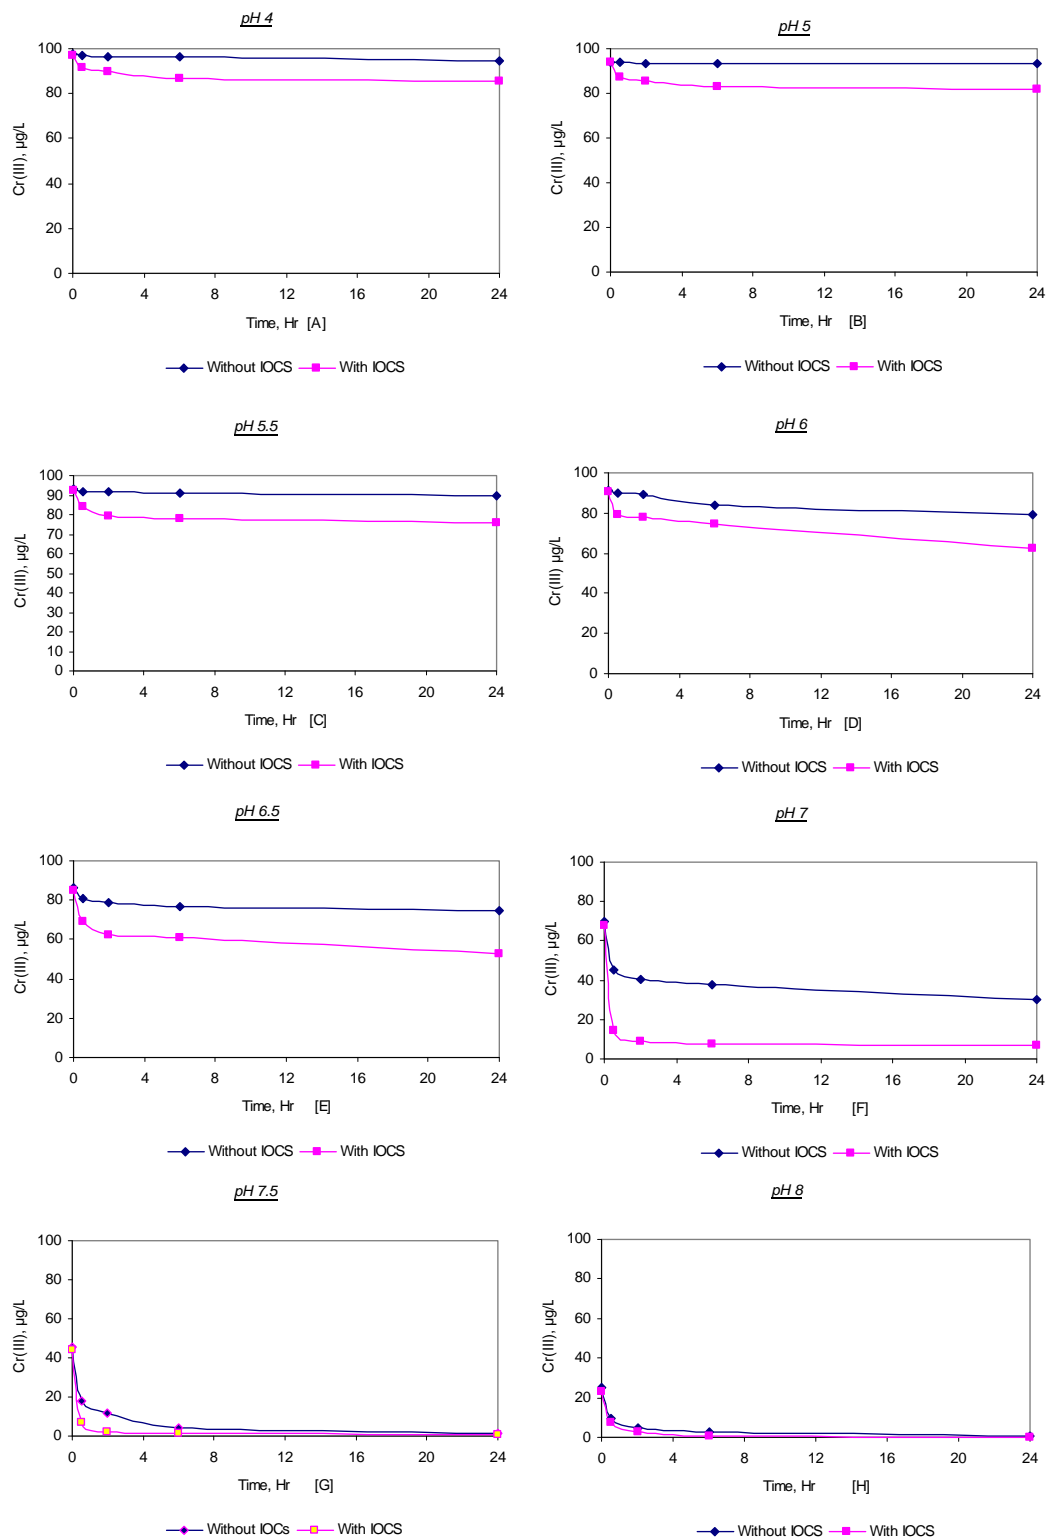 pH 4
100
80
60
40
20
0
Cr(III), µg/L
0 4 8 12 16 20 24
Time, Hr [A]
Without IOCS With IOCS
pH 5
100
80
60
40
20
0
Cr(III), µg/L
0 4 8 12 16 20 24
Time, Hr [B]
Without IOCS With IOCS
pH 5.5
100
90
80
70
60
90
50
40
30
20
10
0
Cr(III), µg/L
0 4 8 12 16 20 24
Time, Hr [C]
Without IOCS With IOCS
pH 6
100
80
60
40
20
0
Cr(III) µg/L
0 4 8 12 16 20 24
Time, Hr [D]
Without IOCS With IOCS
pH 6.5
100
80
60
40
20
0
Cr(III), µg/L
0 4 8 12 16 20 24
Time, Hr [E]
Without IOCS With IOCS
pH 7
100
80
60
40
20
0
Cr(III), µg/L
0 4 8 12 16 20 24
Time, Hr [F]
Without IOCS With IOCS
pH 7.5
100
80
60
40
20
0
Cr(III), µg/L
0 4 8 12 16 20 24
Time, Hr [G]
Without IOCs With IOCS
pH 8
100
80
60
40
20
0
Cr(III), µg/L
0 4 8 12 16 20 24
Time, Hr [H]
Without IOCS With IOCS